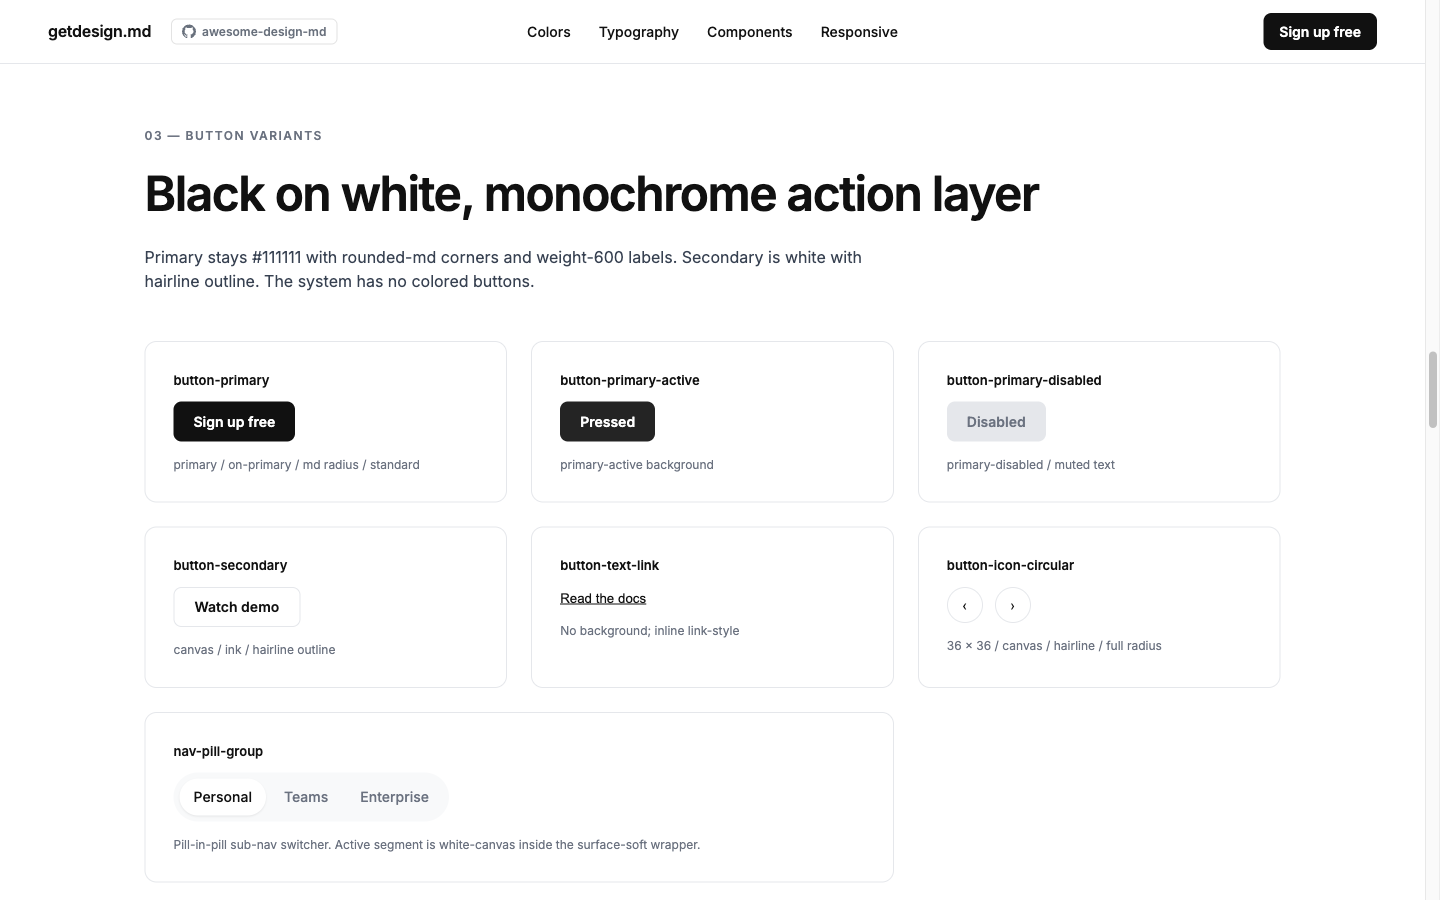 getdesign.md
awesome-design-md
Colors
Typography
Components
Responsive
Sign up free
03 — BUTTON VARIANTS
Black on white, monochrome action layer
Primary stays #111111 with rounded-md corners and weight-600 labels. Secondary is white with
hairline outline. The system has no colored buttons.
button-primary
Sign up free
primary / on-primary / md radius / standard
button-primary-active
Pressed
primary-active background
button-primary-disabled
Disabled
primary-disabled / muted text
button-secondary
Watch demo
canvas / ink / hairline outline
button-text-link
Read the docs
No background; inline link-style
button-icon-circular
‹ ›
36 × 36 / canvas / hairline / full radius
nav-pill-group
Personal
Teams
Enterprise
Pill-in-pill sub-nav switcher. Active segment is white-canvas inside the surface-soft wrapper.